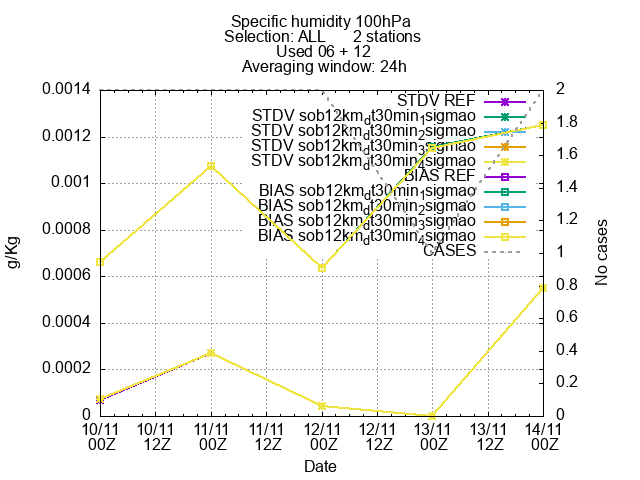 Specific humidity 100hPa
Selection: ALL 2 stations
Used 06 + 12
Averaging window: 24h
0.0014
0.0012
0.001
0.0008
0.0006
0.0004
0.0002
0
g/Kg
2
1.8
1.6
1.4
1.2
1
0.8
0.6
0.4
0.2
0
No cases
STDV REF
STDV sob12km_dt30min_1sigmao
STDV sob12km_dt30min_2sigmao
STDV sob12km_dt30min_3sigmao
STDV sob12km_dt30min_4sigmao
BIAS REF
BIAS sob12km_dt30min_1sigmao
BIAS sob12km_dt30min_2sigmao
BIAS sob12km_dt30min_3sigmao
BIAS sob12km_dt30min_4sigmao
CASES
10/11 10/11 11/11 11/11 12/11 12/11 13/11 13/11 14/11
00Z 12Z 00Z 12Z 00Z 12Z 00Z 12Z 00Z
Date